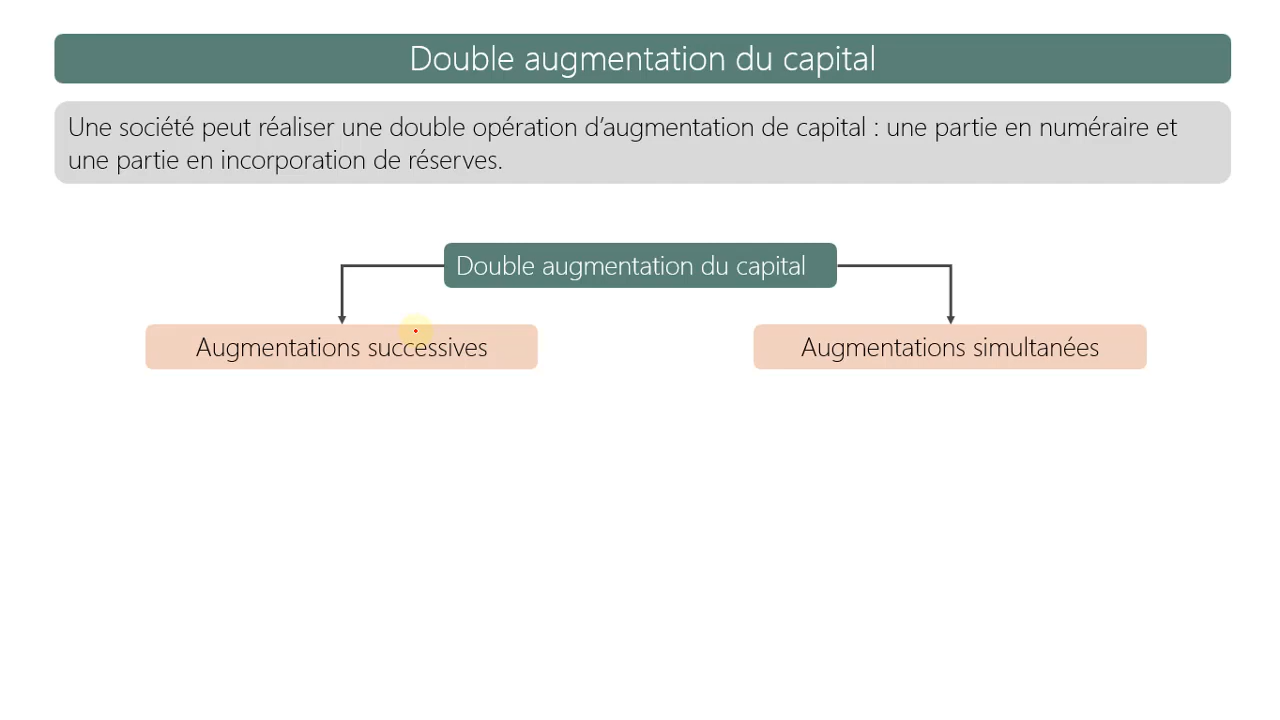 Double augmentation du capital
Une société peut réaliser une double opération d’augmentation de capital : une partie en numéraire et
une partie en incorporation de réserves.
Double augmentation du capital
Augmentations successives
Augmentations simultanées